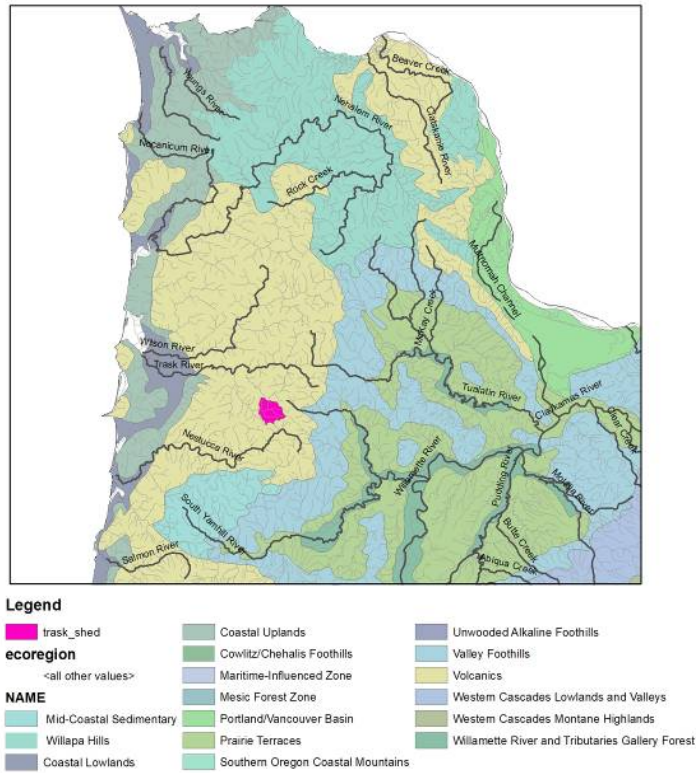 Beaver Creek
Youngs River
Nehalem River
Clatskanie River
Necanicum River
Rock Creek
Multnomah Channel
McKay Creek
Wilson River
Trask River
Tualatin River
Clackamas River
Clear Creek
Nestucca River
Willamette River
Pudding River
Molalla River
South Yamhill River
Butte Creek
Salmon River
Abiqua Creek
Legend
trask_shed
ecoregion
<all other values>
NAME
Mid-Coastal Sedimentary
Willapa Hills
Coastal Lowlands
Coastal Uplands
Cowlitz/Chehalis Foothills
Maritime-Influenced Zone
Mesic Forest Zone
Portland/Vancouver Basin
Prairie Terraces
Southern Oregon Coastal Mountains
Unwooded Alkaline Foothills
Valley Foothills
Volcanics
Western Cascades Lowlands and Valleys
Western Cascades Montane Highlands
Willamette River and Tributaries Gallery Forest